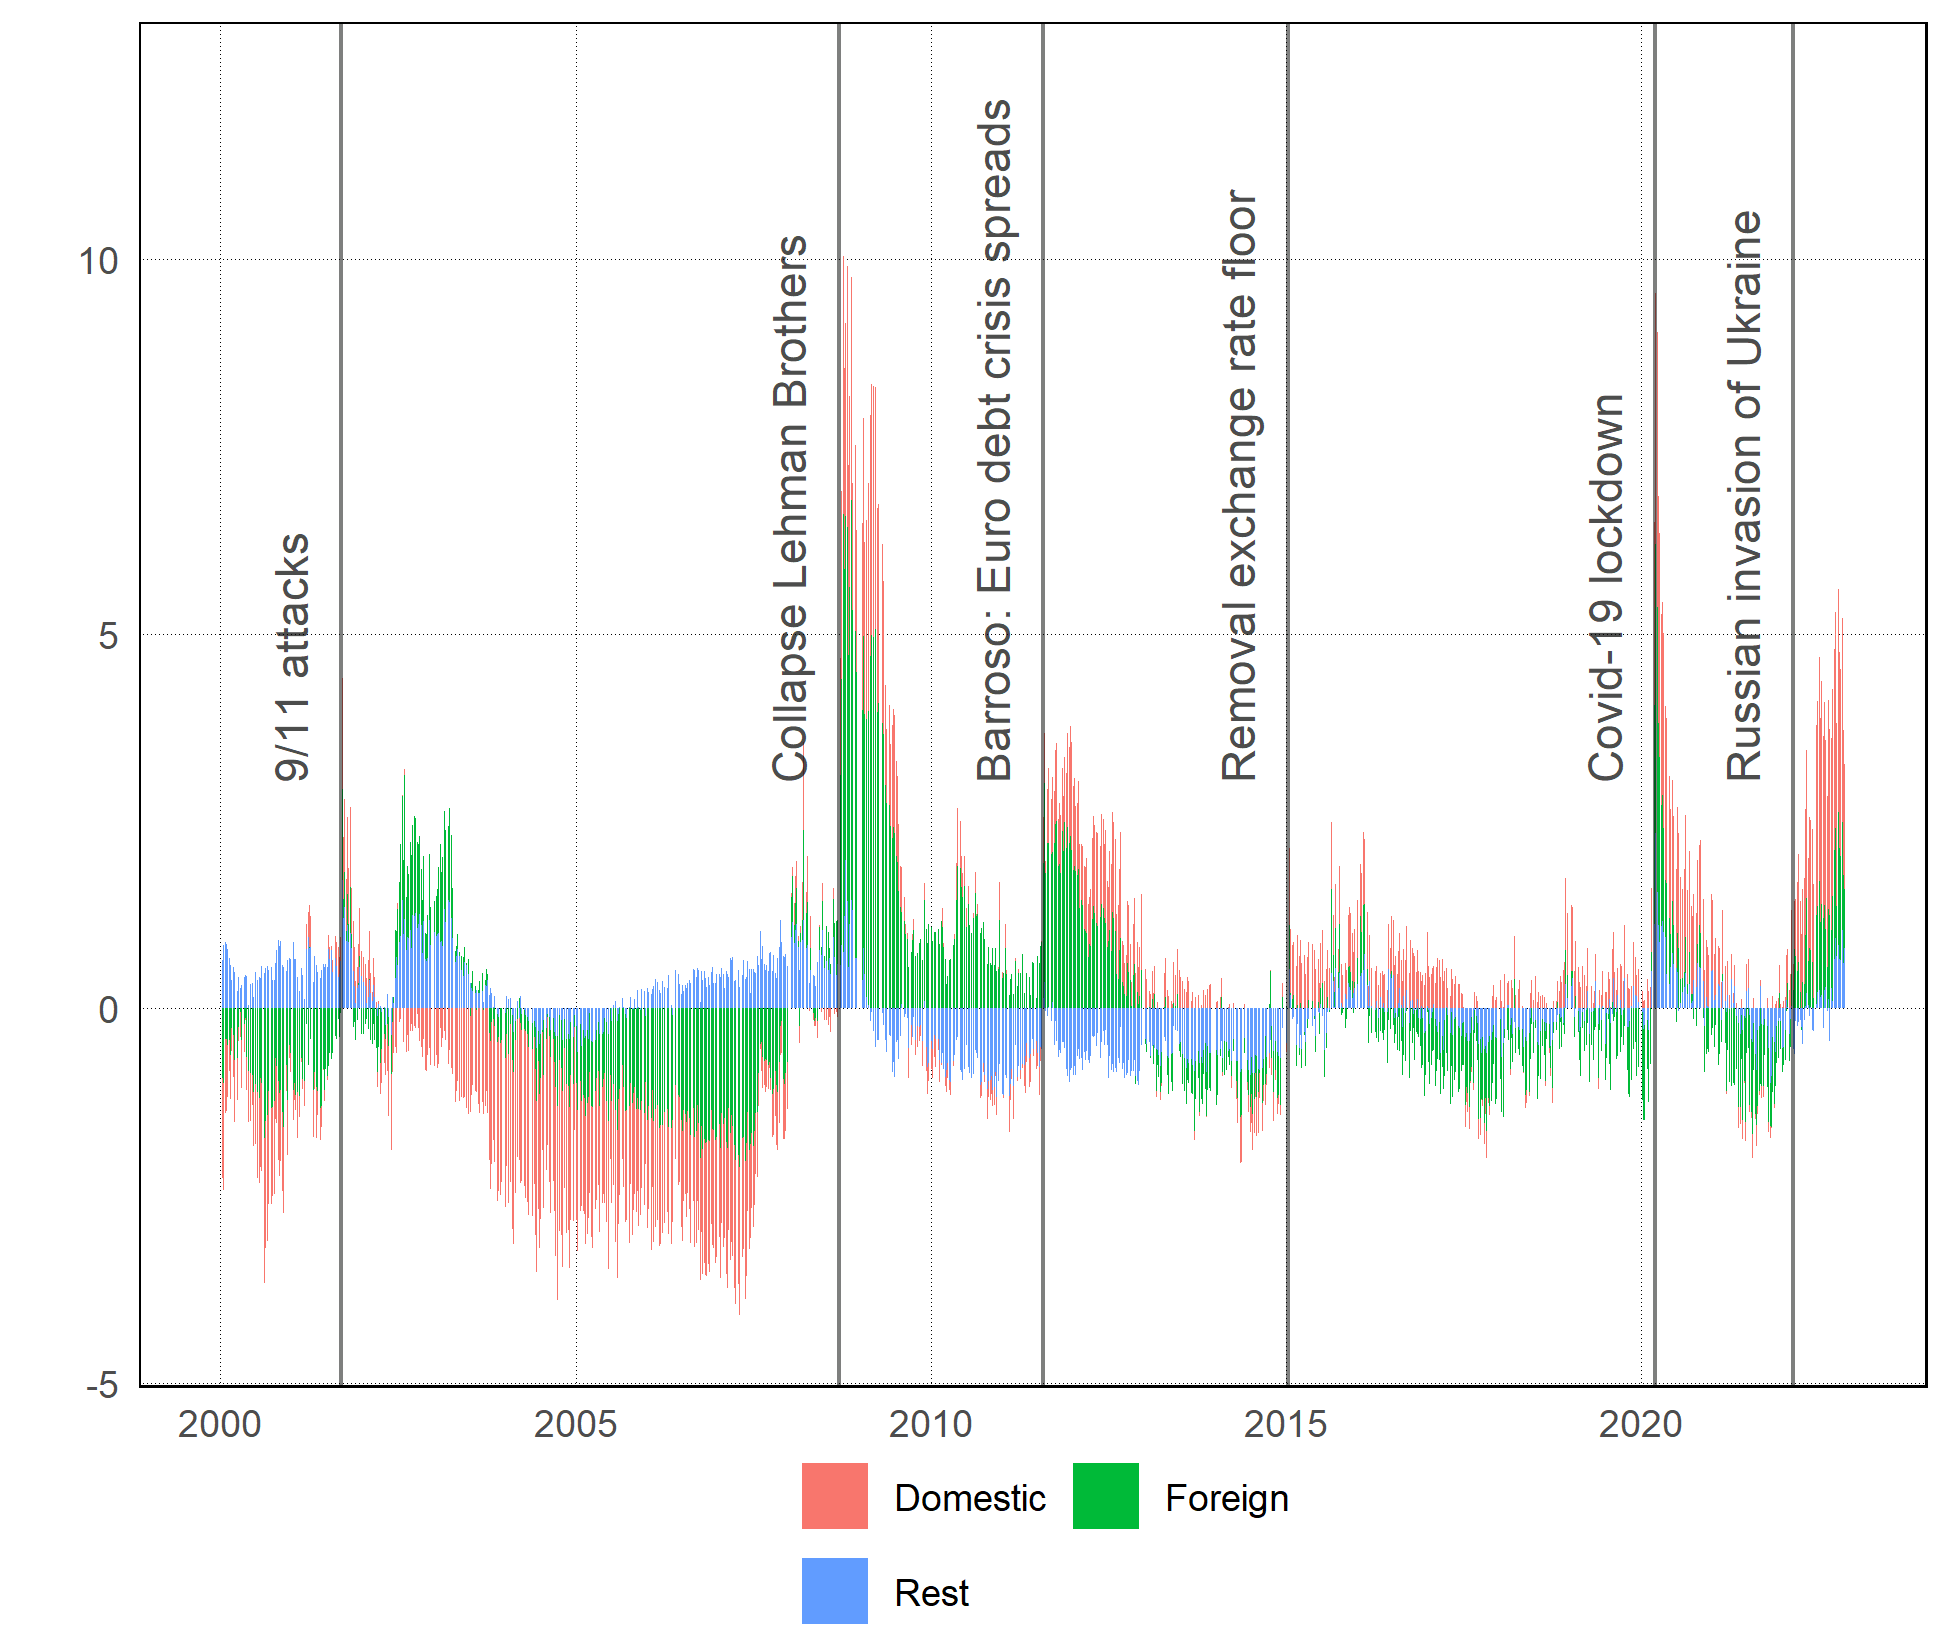 9/11 attacks
Collapse Lehman Brothers
Barroso: Euro debt crisis spreads
Removal exchange rate floor
Covid-19 lockdown
Russian invasion of Ukraine
10
5
0
-5
2000 2005 2010 2015 2020
Domestic Foreign
Rest